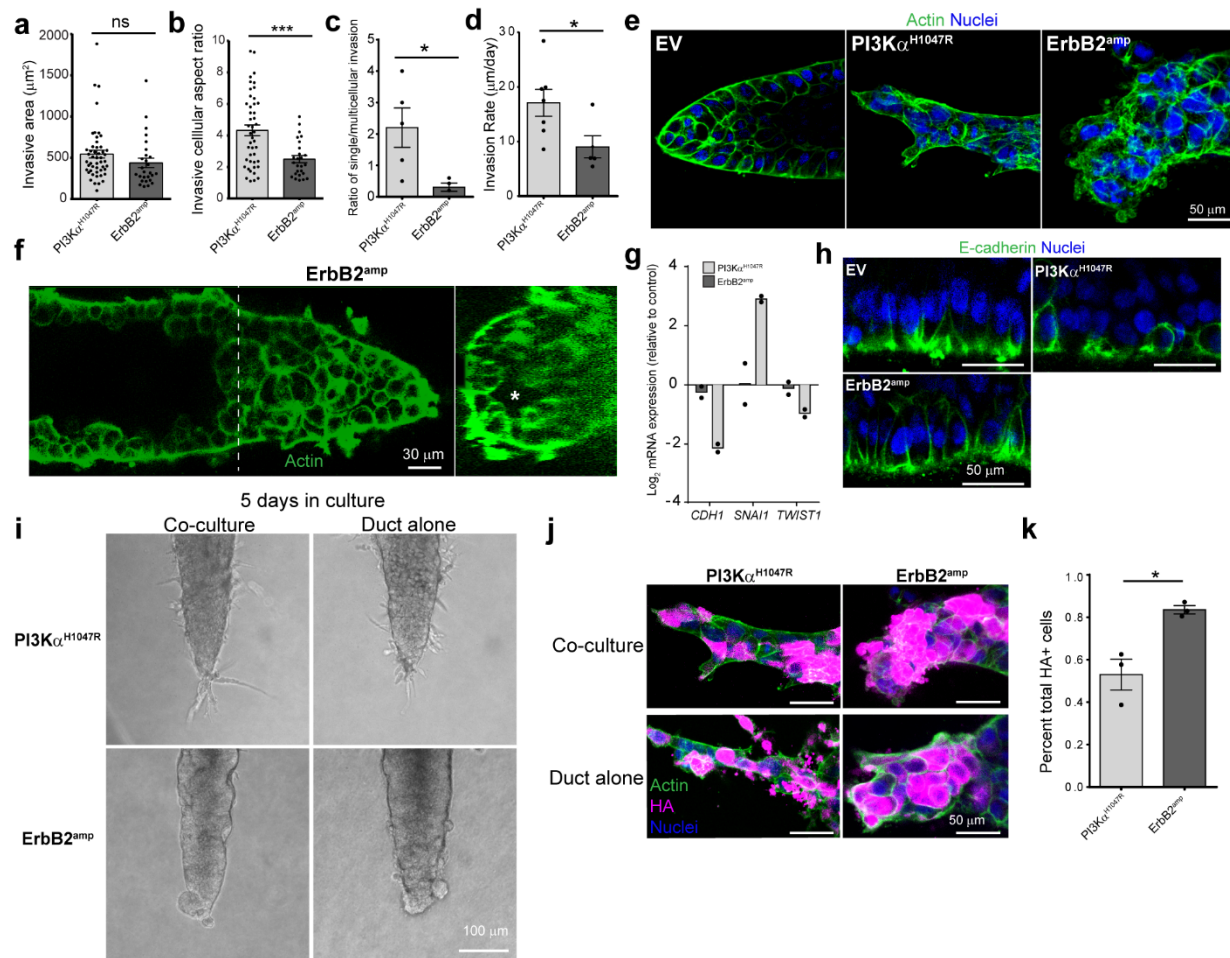 a
ns
Invasive area (µm²)
2000
1500
1000
500
0
PI3Kα^H1047R
ErbB2^amp
b
***
Invasive celllular aspect ratio
10
8
6
4
2
0
PI3Kα^H1047R
ErbB2^amp
c
*
Ratio of single/multicellular invasion
5
4
3
2
1
0
PI3Kα^H1047R
ErbB2^amp
d
*
Invasion Rate (µm/day)
30
20
10
0
PI3Kα^H1047R
ErbB2^amp
e
Actin Nuclei
EV
PI3Kα^H1047R
ErbB2^amp
50 µm
f
ErbB2^amp
*
Actin
30 µm
g
PI3Kα^H1047R
ErbB2^amp
Log₂ mRNA expression (relative to control)
4
2
0
-2
-4
CDH1 SNAI1 TWIST1
h
E-cadherin Nuclei
EV
PI3Kα^H1047R
ErbB2^amp
50 µm
5 days in culture
i
Co-culture
Duct alone
PI3Kα^H1047R
ErbB2^amp
100 µm
j
PI3Kα^H1047R
ErbB2^amp
Co-culture
Duct alone
Actin
HA
Nuclei
50 µm
k
*
Percent total HA+ cells
1.0
0.8
0.6
0.4
0.2
0.0
PI3Kα^H1047R
ErbB2^amp